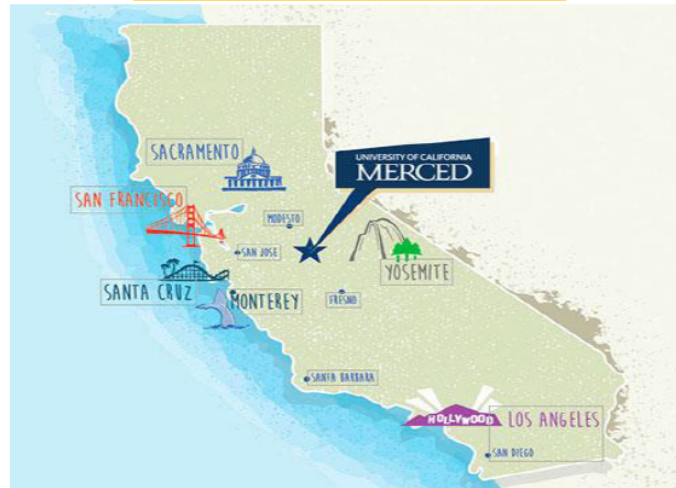 SACRAMENTO
UNIVERSITY OF CALIFORNIA
MERCED
SAN FRANCISCO
MODESTO
SAN JOSE
YOSEMITE
SANTA CRUZ
MONTEREY
FRESNO
SANTA BARBARA
HOLLYWOOD
LOS ANGELES
SAN DIEGO